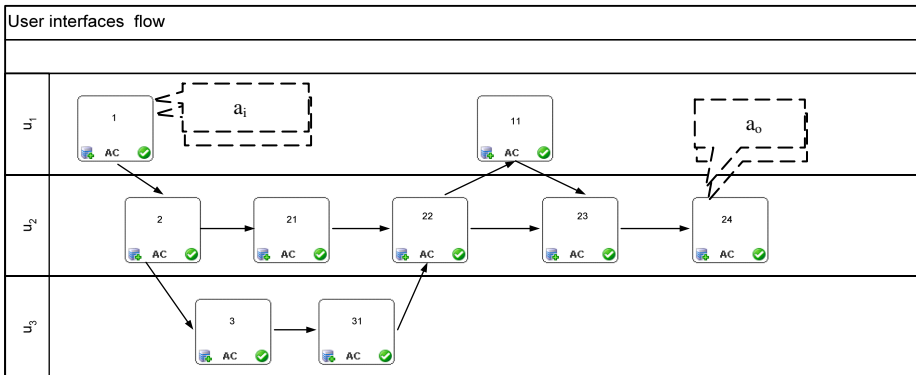 User interfaces flow
u1
1
AC
ai
11
AC
ao
u2
2
AC
21
AC
22
AC
23
AC
24
AC
u3
3
AC
31
AC